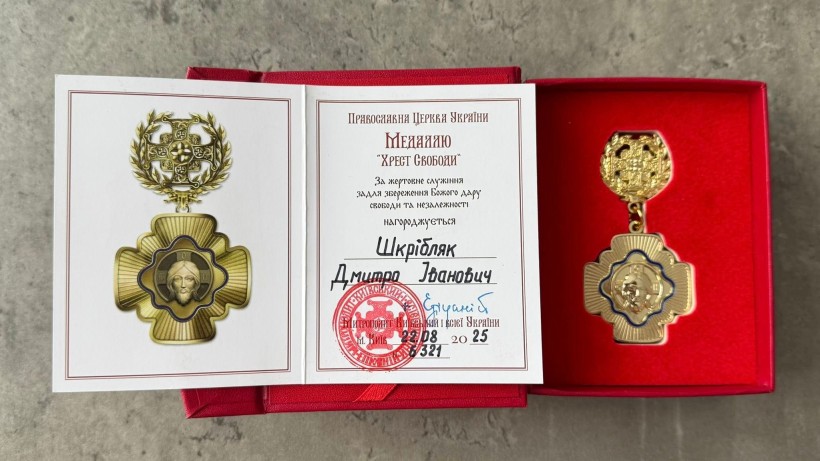 Православна Церква України
Медаллю
"Хрест Свободи"
За жертовне служіння
задля збереження Божого дару
свободи та незалежності
нагороджується
Шкрібляк
Дмитро Іванович
Епіфаній
Митрополит Київський і всієї України
м. Київ 22.08 2025
6321